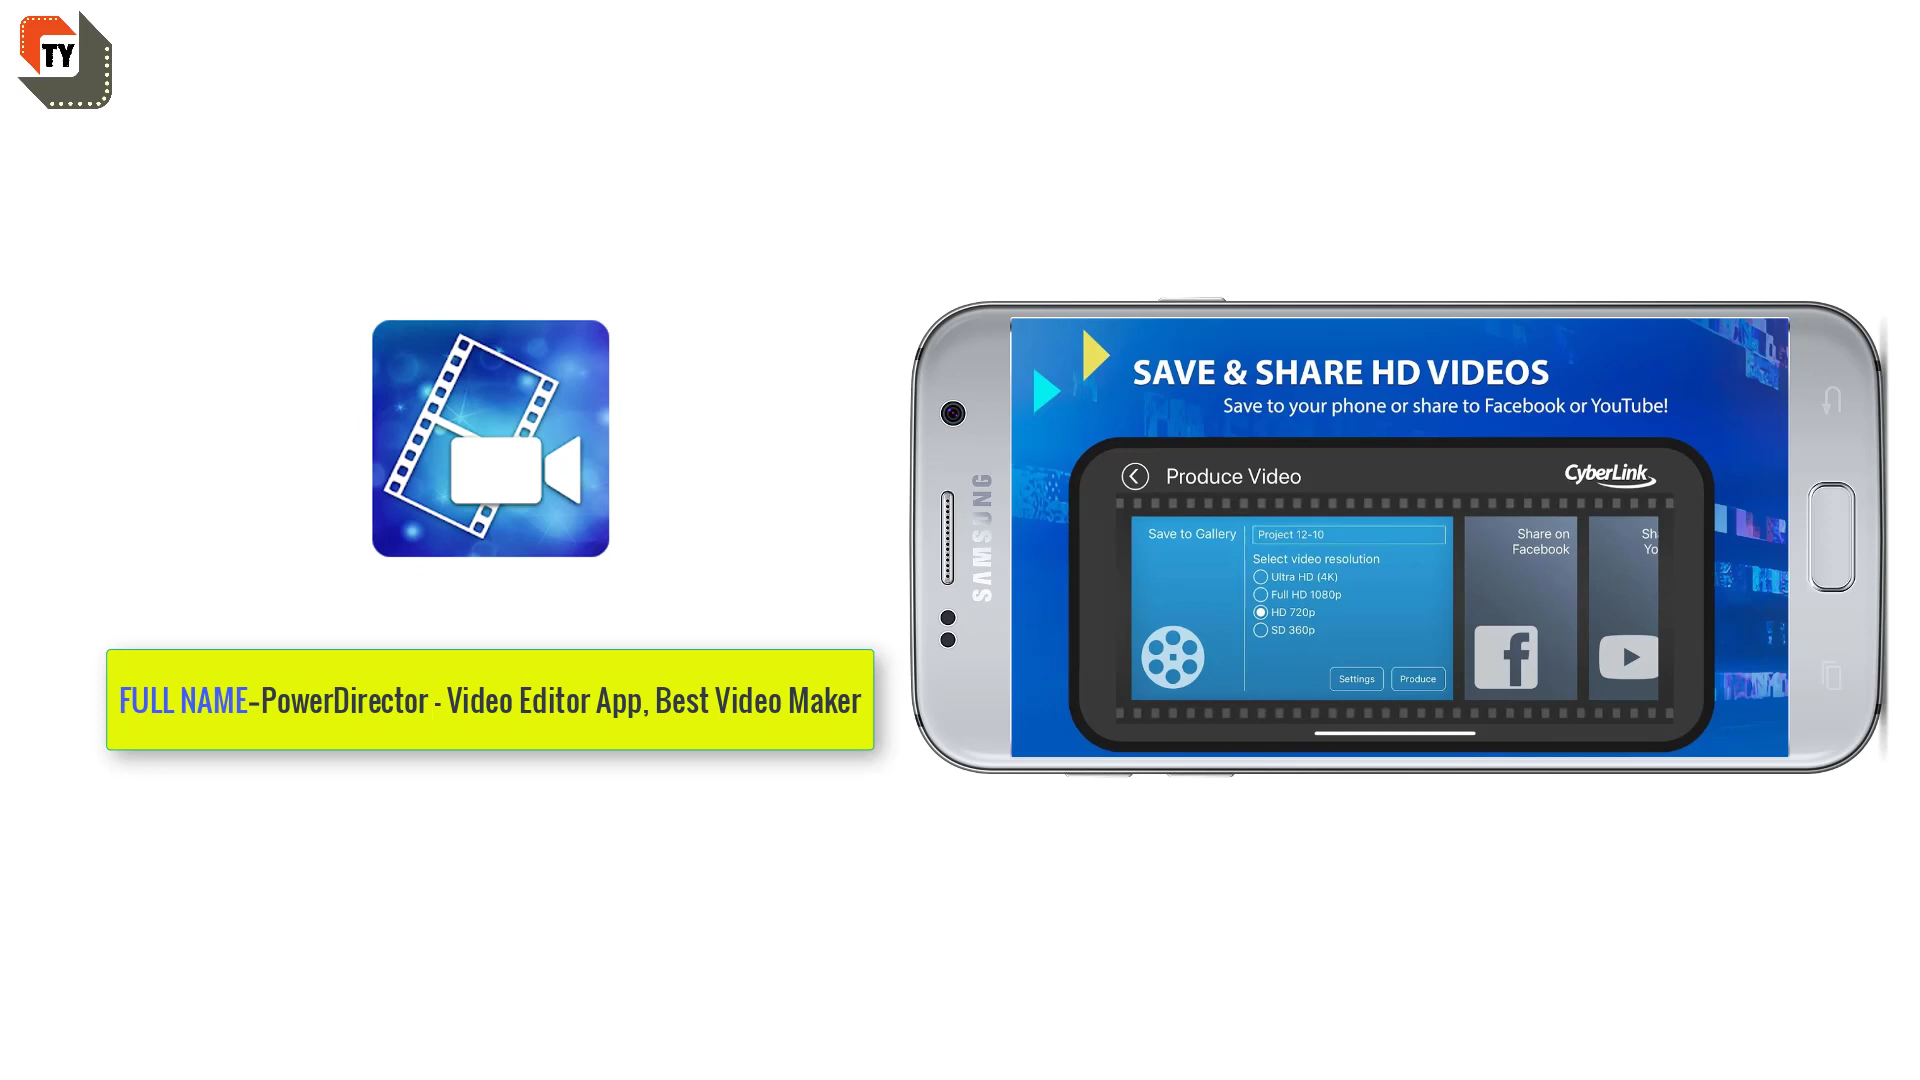 TY
FULL NAME-PowerDirector - Video Editor App, Best Video Maker
SAMSUNG
SAVE & SHARE HD VIDEOS
Save to your phone or share to Facebook or YouTube!
Produce Video
CyberLink
Save to Gallery
Project 12-10
Select video resolution
Ultra HD (4K)
Full HD 1080p
HD 720p
SD 360p
Settings
Produce
Share on
Facebook
Sh
Yo